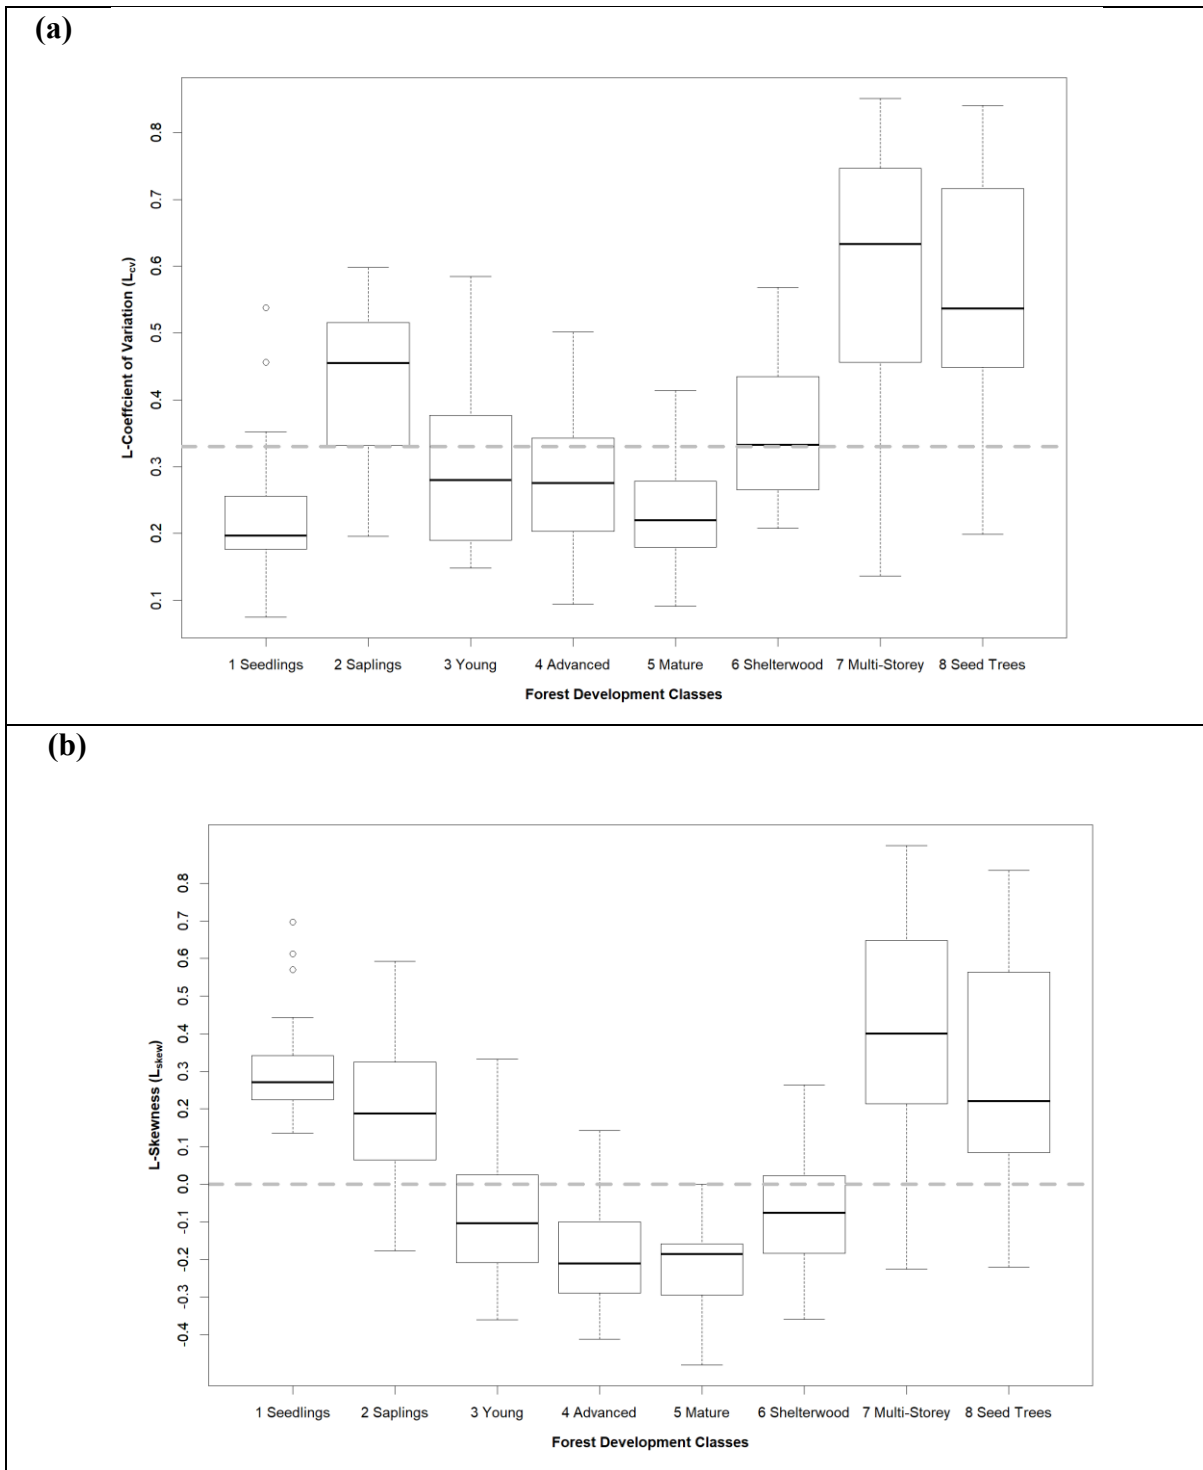 (a)
L-Coeffcient of Variation (Lcv)
0.8
0.7
0.6
0.5
0.4
0.3
0.2
0.1
1 Seedlings 2 Saplings 3 Young 4 Advanced 5 Mature 6 Shelterwood 7 Multi-Storey 8 Seed Trees
Forest Development Classes
(b)
L-Skewness (Lskew)
0.8
0.7
0.6
0.5
0.4
0.3
0.2
0.1
0.0
-0.1
-0.2
-0.3
-0.4
1 Seedlings 2 Saplings 3 Young 4 Advanced 5 Mature 6 Shelterwood 7 Multi-Storey 8 Seed Trees
Forest Development Classes